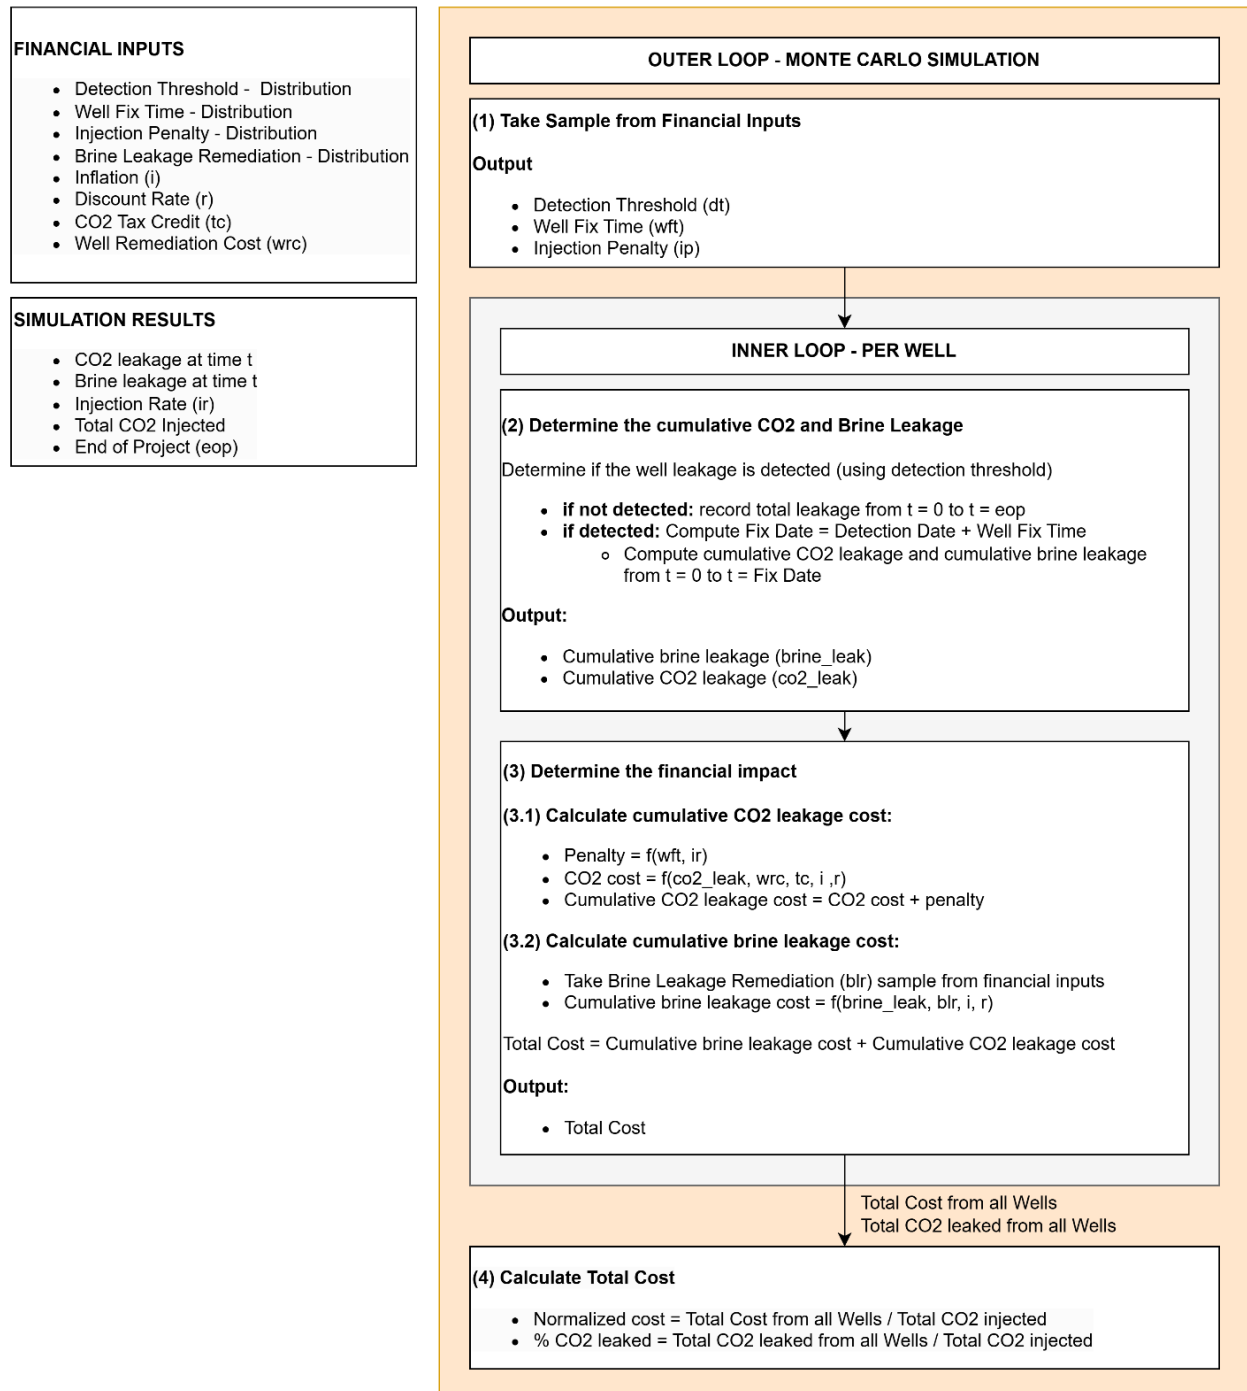 FINANCIAL INPUTS
• Detection Threshold - Distribution
• Well Fix Time - Distribution
• Injection Penalty - Distribution
• Brine Leakage Remediation - Distribution
• Inflation (i)
• Discount Rate (r)
• CO2 Tax Credit (tc)
• Well Remediation Cost (wrc)
SIMULATION RESULTS
• CO2 leakage at time t
• Brine leakage at time t
• Injection Rate (ir)
• Total CO2 Injected
• End of Project (eop)
OUTER LOOP - MONTE CARLO SIMULATION
(1) Take Sample from Financial Inputs
Output
• Detection Threshold (dt)
• Well Fix Time (wft)
• Injection Penalty (ip)
INNER LOOP - PER WELL
(2) Determine the cumulative CO2 and Brine Leakage
Determine if the well leakage is detected (using detection threshold)
• if not detected: record total leakage from t = 0 to t = eop
• if detected: Compute Fix Date = Detection Date + Well Fix Time
○ Compute cumulative CO2 leakage and cumulative brine leakage
from t = 0 to t = Fix Date
Output:
• Cumulative brine leakage (brine_leak)
• Cumulative CO2 leakage (co2_leak)
(3) Determine the financial impact
(3.1) Calculate cumulative CO2 leakage cost:
• Penalty = f(wft, ir)
• CO2 cost = f(co2_leak, wrc, tc, i ,r)
• Cumulative CO2 leakage cost = CO2 cost + penalty
(3.2) Calculate cumulative brine leakage cost:
• Take Brine Leakage Remediation (blr) sample from financial inputs
• Cumulative brine leakage cost = f(brine_leak, blr, i, r)
Total Cost = Cumulative brine leakage cost + Cumulative CO2 leakage cost
Output:
• Total Cost
Total Cost from all Wells
Total CO2 leaked from all Wells
(4) Calculate Total Cost
• Normalized cost = Total Cost from all Wells / Total CO2 injected
• % CO2 leaked = Total CO2 leaked from all Wells / Total CO2 injected